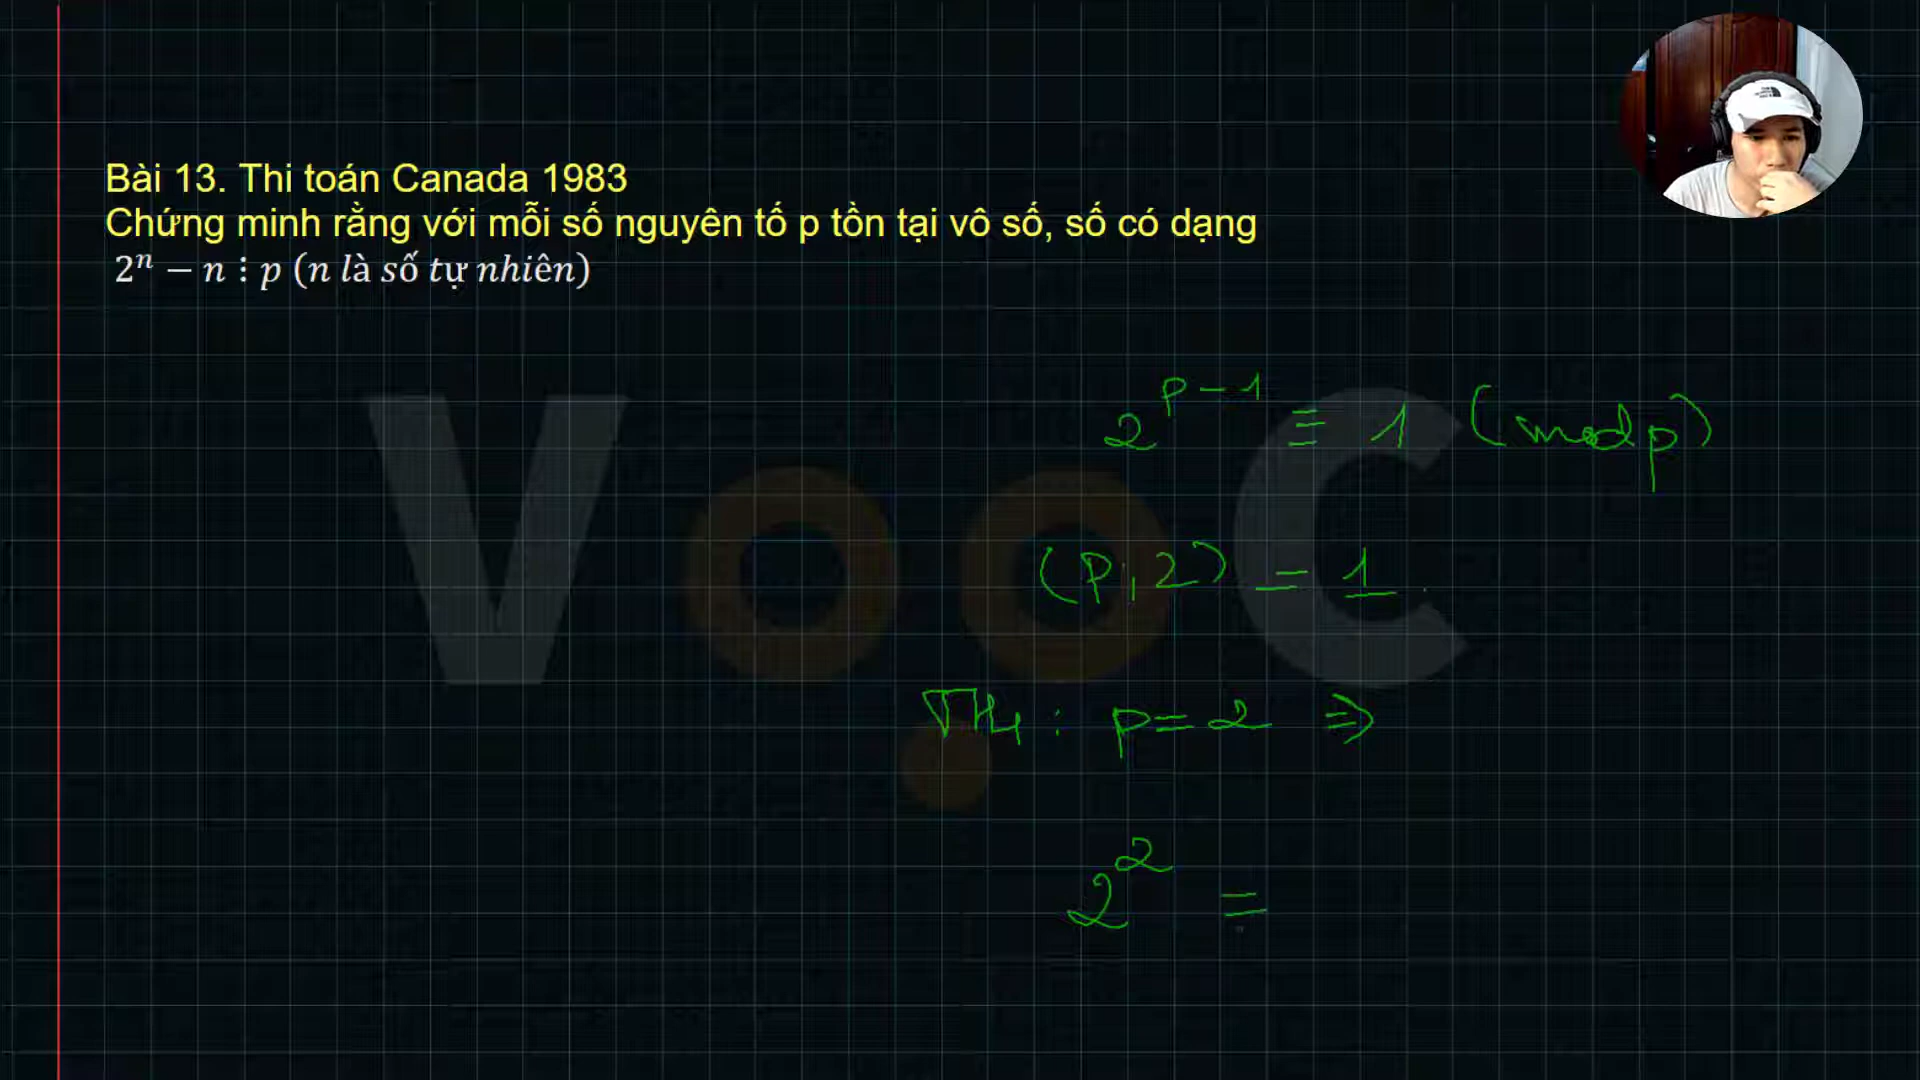 Bài 13. Thi toán Canada 1983
Chứng minh rằng với mỗi số nguyên tố p tồn tại vô số, số có dạng
2ⁿ − n ⋮ p (n là số tự nhiên)
2^{p−1} ≡ 1 (mod p)
(p, 2) = 1.
TH₁ : p = 2 ⇒
2² =
VOOC